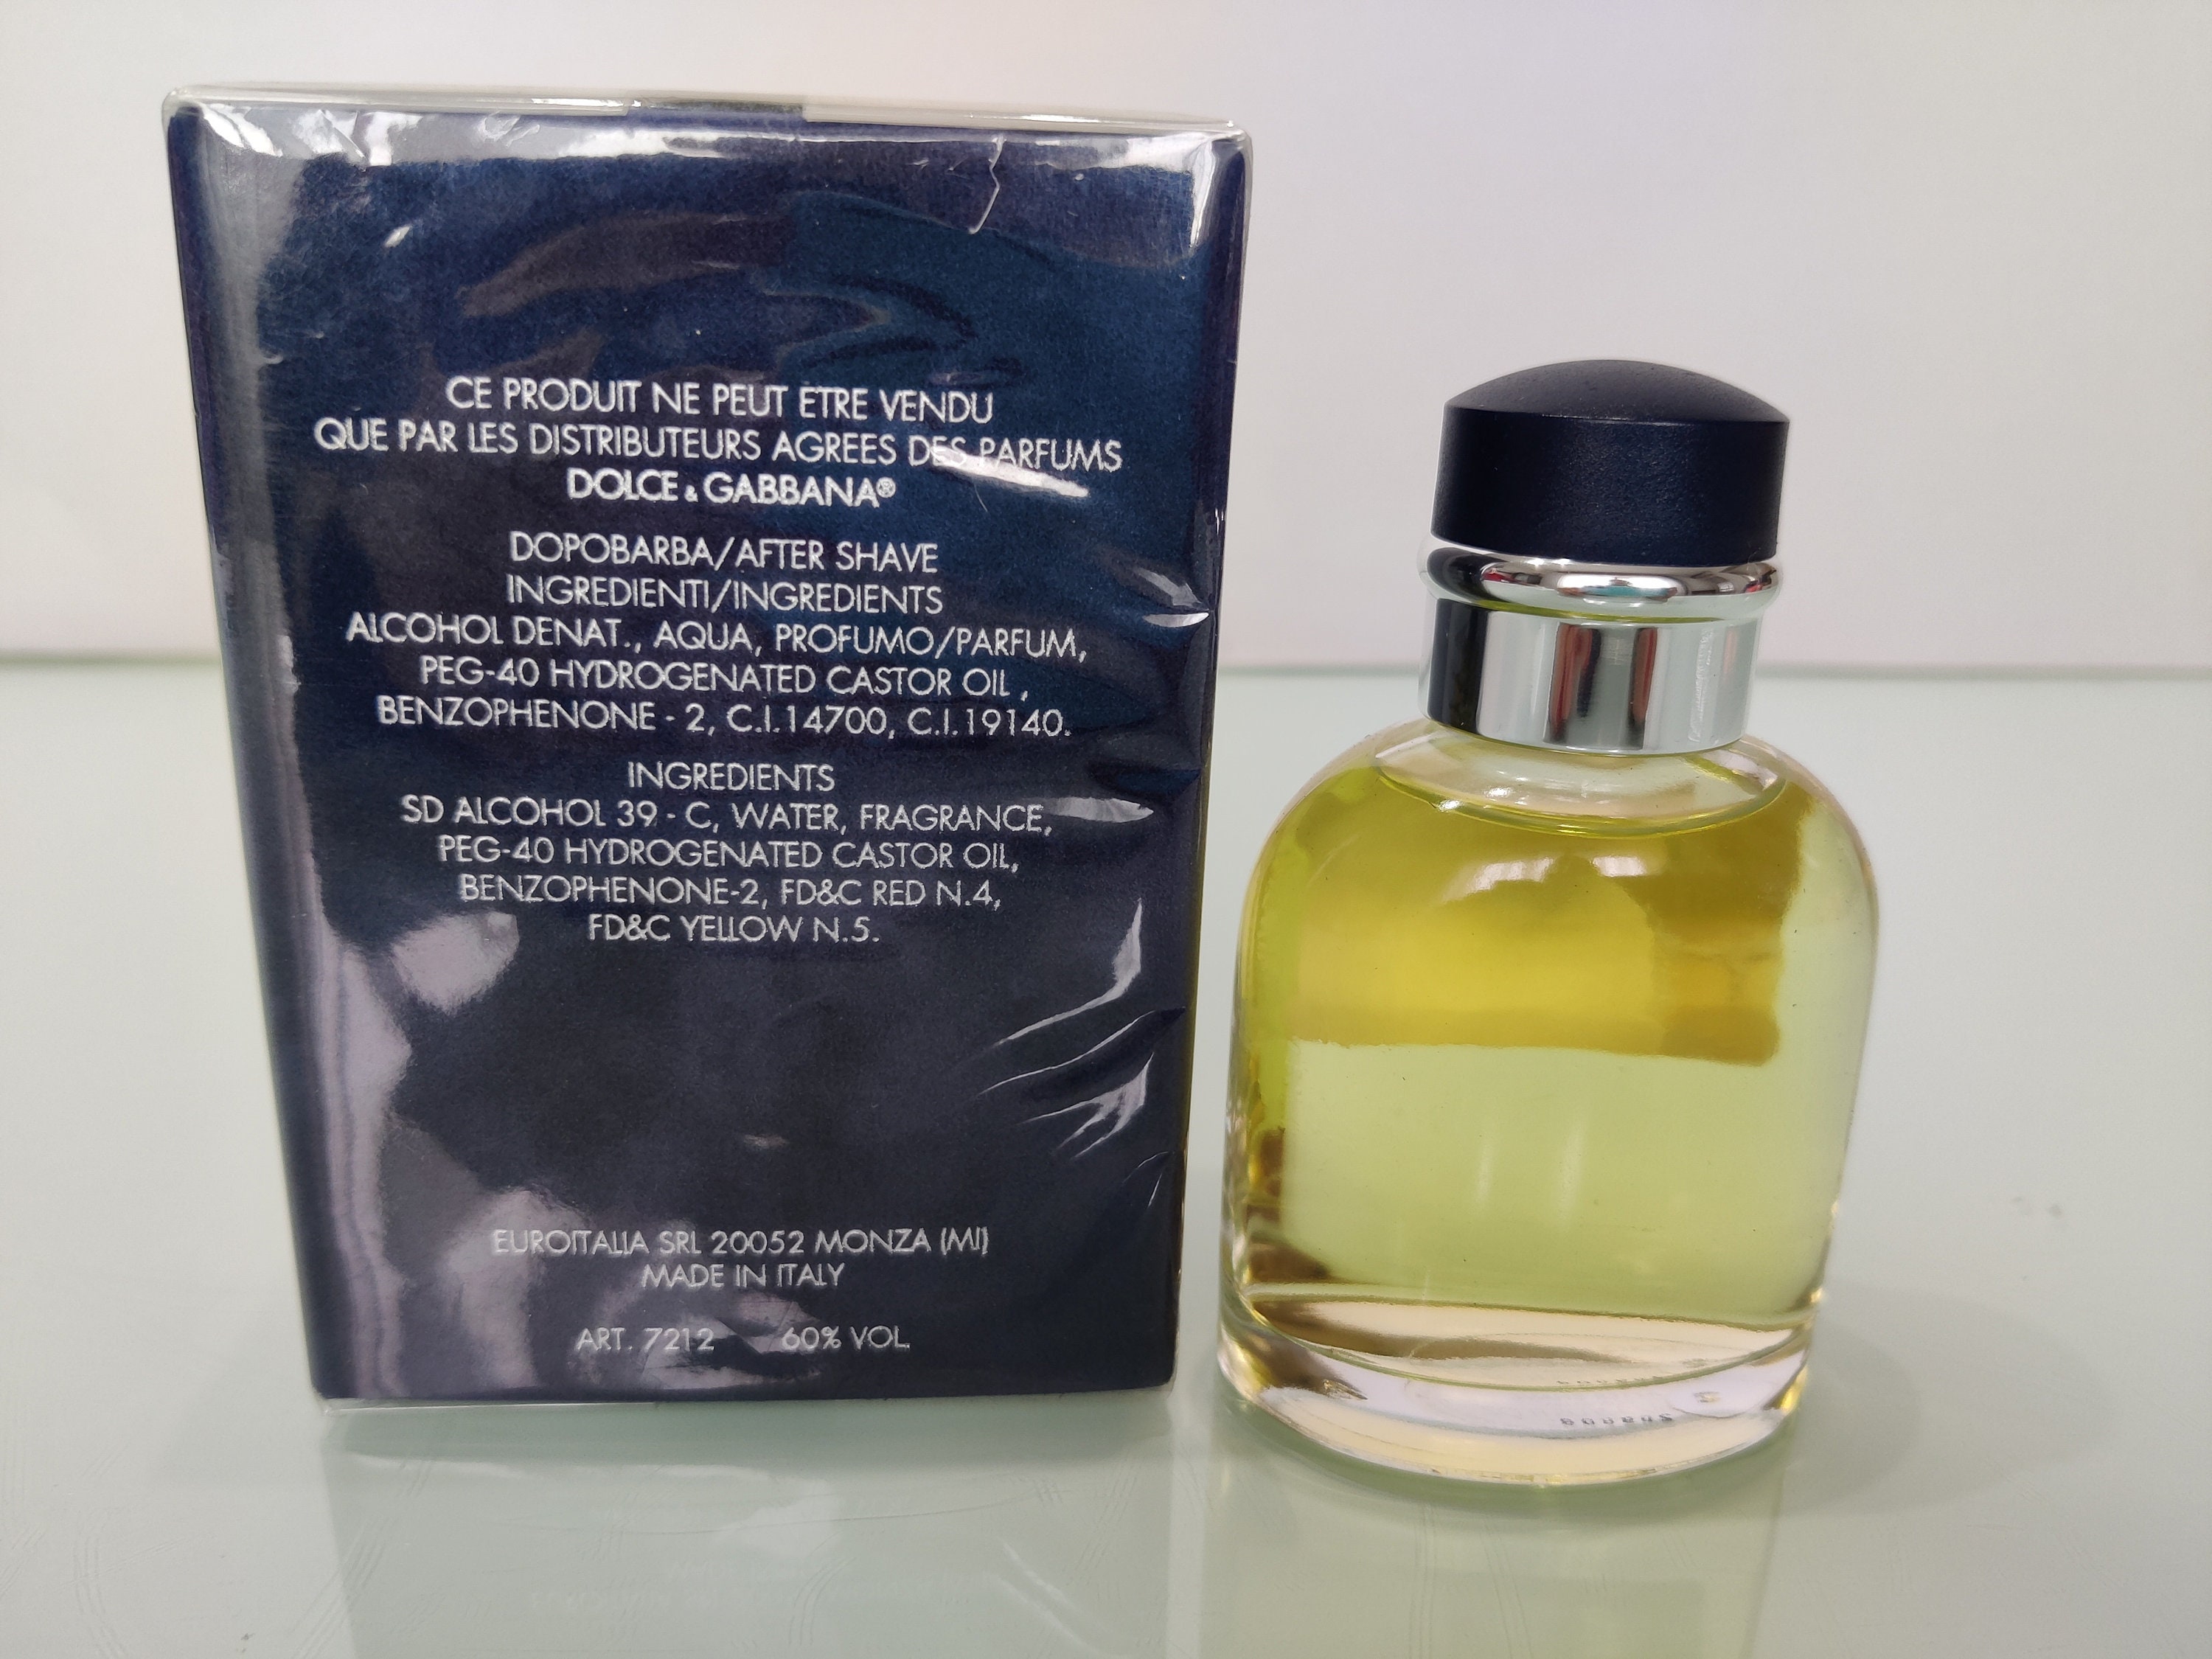 CE PRODUIT NE PEUT ETRE VENDU
QUE PAR LES DISTRIBUTEURS AGREES DES PARFUMS
DOLCE & GABBANA®
DOPOBARBA/AFTER SHAVE
INGREDIENTI/INGREDIENTS
ALCOHOL DENAT., AQUA, PROFUMO/PARFUM,
PEG-40 HYDROGENATED CASTOR OIL ,
BENZOPHENONE - 2, C.I.14700, C.I.19140.
INGREDIENTS
SD ALCOHOL 39 - C, WATER, FRAGRANCE,
PEG-40 HYDROGENATED CASTOR OIL,
BENZOPHENONE-2, FD&C RED N.4,
FD&C YELLOW N.5.
EUROITALIA SRL 20052 MONZA (MI)
MADE IN ITALY
ART. 7212 60% VOL.